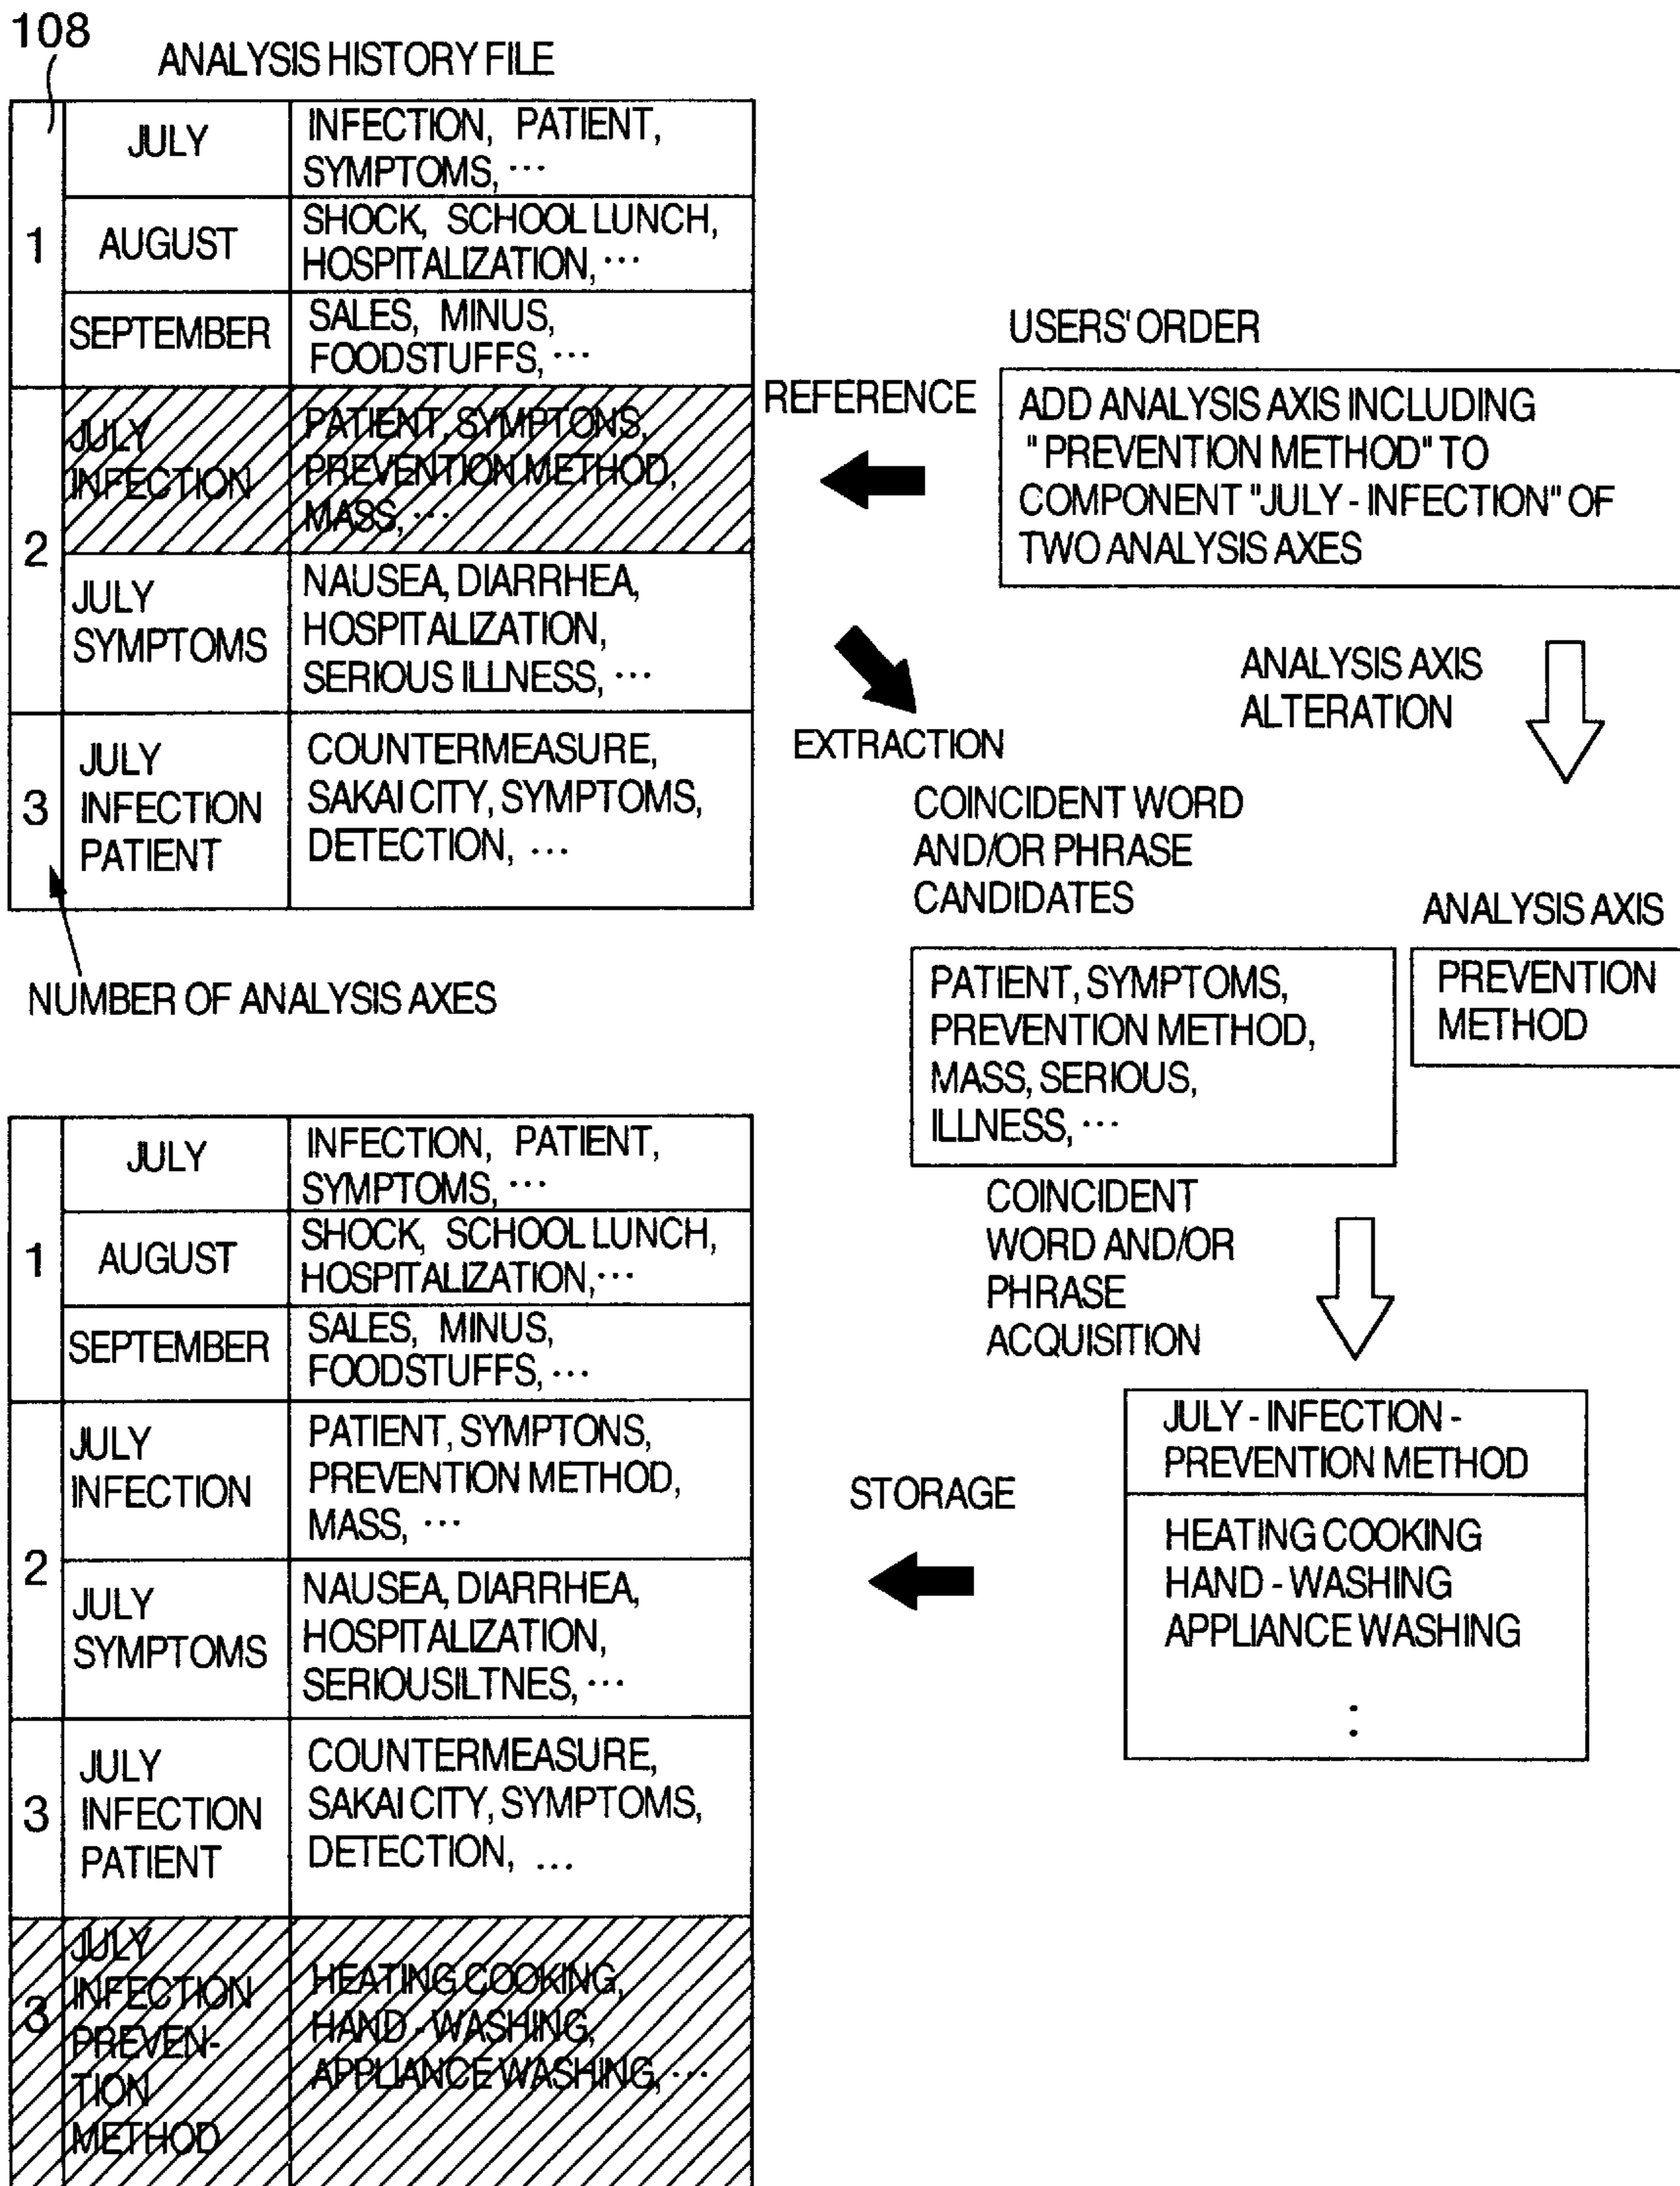 108
ANALYSIS HISTORY FILE
JULY
INFECTION, PATIENT,
SYMPTOMS, ···
1
AUGUST
SHOCK, SCHOOL LUNCH,
HOSPITALIZATION, ···
SEPTEMBER
SALES, MINUS,
FOODSTUFFS, ···
2
JULY
INFECTION
PATIENT, SYMPTONS,
PREVENTION METHOD,
MASS, ···
JULY
SYMPTOMS
NAUSEA, DIARRHEA,
HOSPITALIZATION,
SERIOUS ILLNESS, ···
3
JULY
INFECTION
PATIENT
COUNTERMEASURE,
SAKAI CITY, SYMPTOMS,
DETECTION, ...
NUMBER OF ANALYSIS AXES
REFERENCE
USERS' ORDER
ADD ANALYSIS AXIS INCLUDING
"PREVENTION METHOD" TO
COMPONENT "JULY - INFECTION" OF
TWO ANALYSIS AXES
EXTRACTION
ANALYSIS AXIS
ALTERATION
COINCIDENT WORD
AND/OR PHRASE
CANDIDATES
PATIENT, SYMPTOMS,
PREVENTION METHOD,
MASS, SERIOUS,
ILLNESS, ···
ANALYSIS AXIS
PREVENTION
METHOD
COINCIDENT
WORD AND/OR
PHRASE
ACQUISITION
JULY - INFECTION -
PREVENTION METHOD
HEATING COOKING
HAND - WASHING
APPLIANCE WASHING
:
STORAGE
JULY
INFECTION, PATIENT,
SYMPTOMS, ···
1
AUGUST
SHOCK, SCHOOL LUNCH,
HOSPITALIZATION,···
SEPTEMBER
SALES, MINUS,
FOODSTUFFS, ···
2
JULY
INFECTION
PATIENT, SYMPTONS,
PREVENTION METHOD,
MASS, ···
JULY
SYMPTOMS
NAUSEA, DIARRHEA,
HOSPITALIZATION,
SERIOUSILTNES, ···
3
JULY
INFECTION
PATIENT
COUNTERMEASURE,
SAKAI CITY, SYMPTOMS,
DETECTION, ...
3
JULY
INFECTION
PREVEN-
TION
METHOD
HEATING COOKING,
HAND - WASHING,
APPLIANCE WASHING, ···